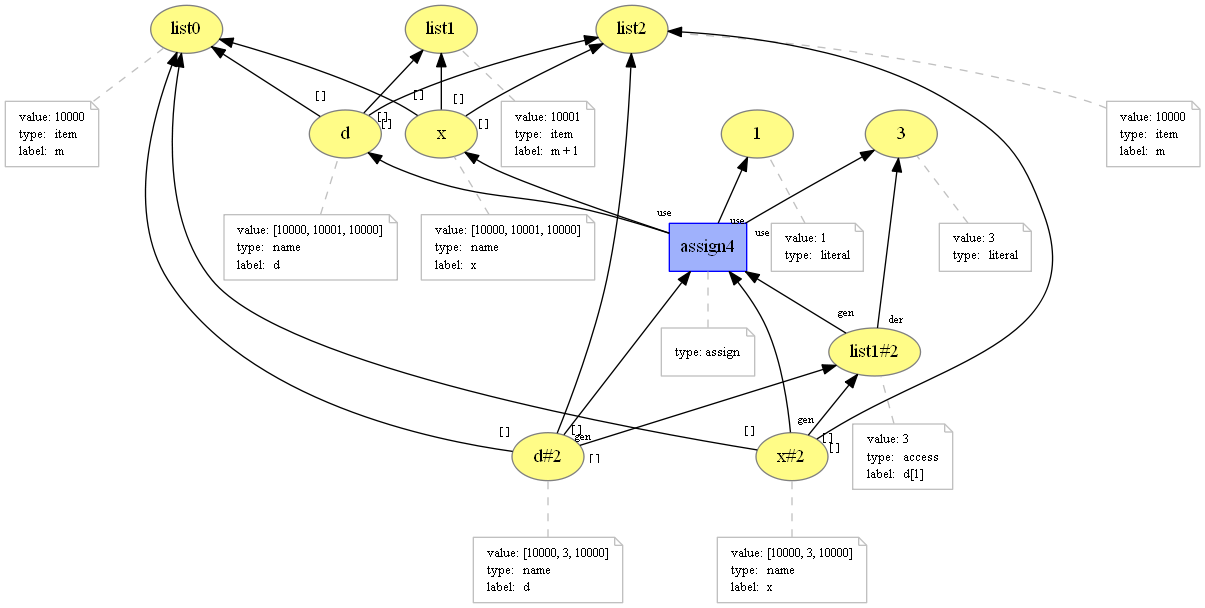 list0
list1
list2
[ ]
[ ]
[ ]
value: 10000
type: item
label: m
value: 10001
type: item
label: m + 1
value: 10000
type: item
label: m
[ ]
[ ]
[ ]
d
x
1
3
use
use
use
value: [10000, 10001, 10000]
type: name
label: d
value: [10000, 10001, 10000]
type: name
label: x
assign4
value: 1
type: literal
value: 3
type: literal
gen
der
type: assign
list1#2
gen
[ ]
[ ]
gen
[ ]
[ ]
[ ]
[ ]
value: 3
type: access
label: d[1]
d#2
x#2
value: [10000, 3, 10000]
type: name
label: d
value: [10000, 3, 10000]
type: name
label: x